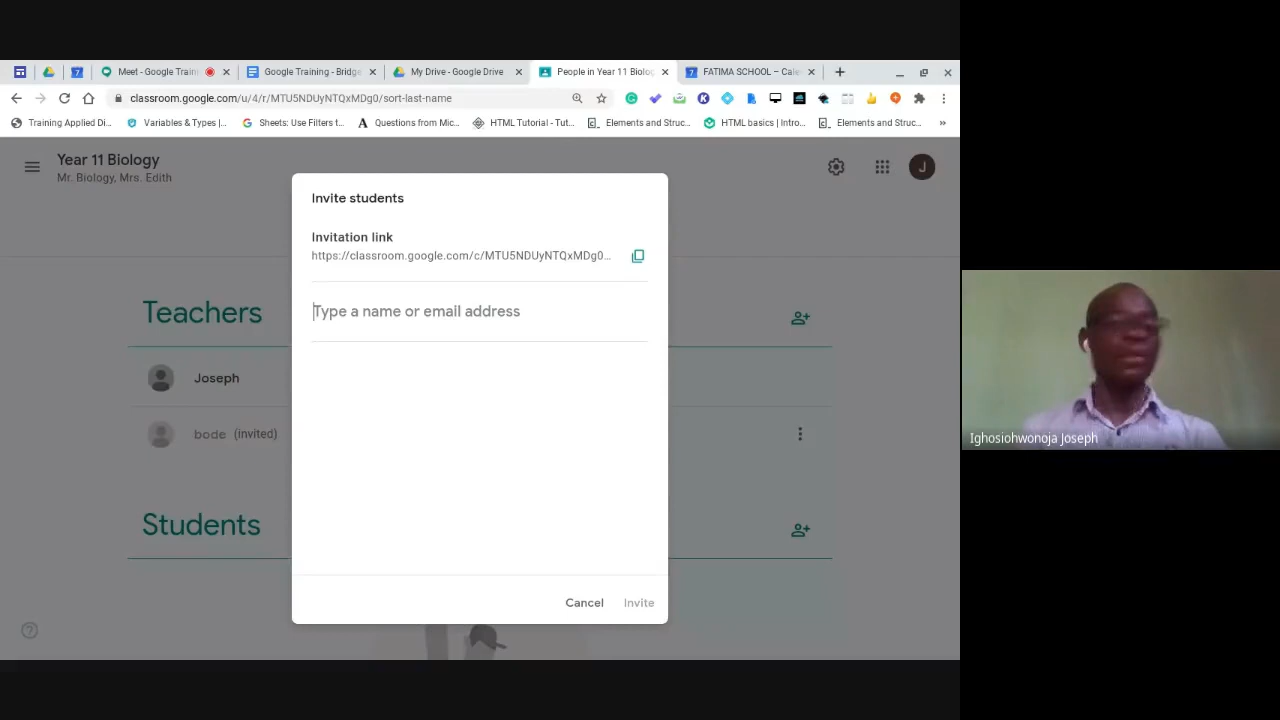 Meet - Google Traini
Google Training - Bridge
My Drive - Google Drive
People in Year 11 Biolog
FATIMA SCHOOL – Cale
classroom.google.com/u/4/r/MTU5NDUyNTQxMDg0/sort-last-name
Training Applied Di...
Variables & Types |...
Sheets: Use Filters t...
Questions from Mic...
HTML Tutorial - Tut...
Elements and Struc...
HTML basics | Intro...
Elements and Struc...
Year 11 Biology
Mr. Biology, Mrs. Edith
J
Invite students
Invitation link
https://classroom.google.com/c/MTU5NDUyNTQxMDg0...
Type a name or email address
Teachers
Joseph
bode (invited)
Students
Cancel Invite
Ighosiohwonoja Joseph